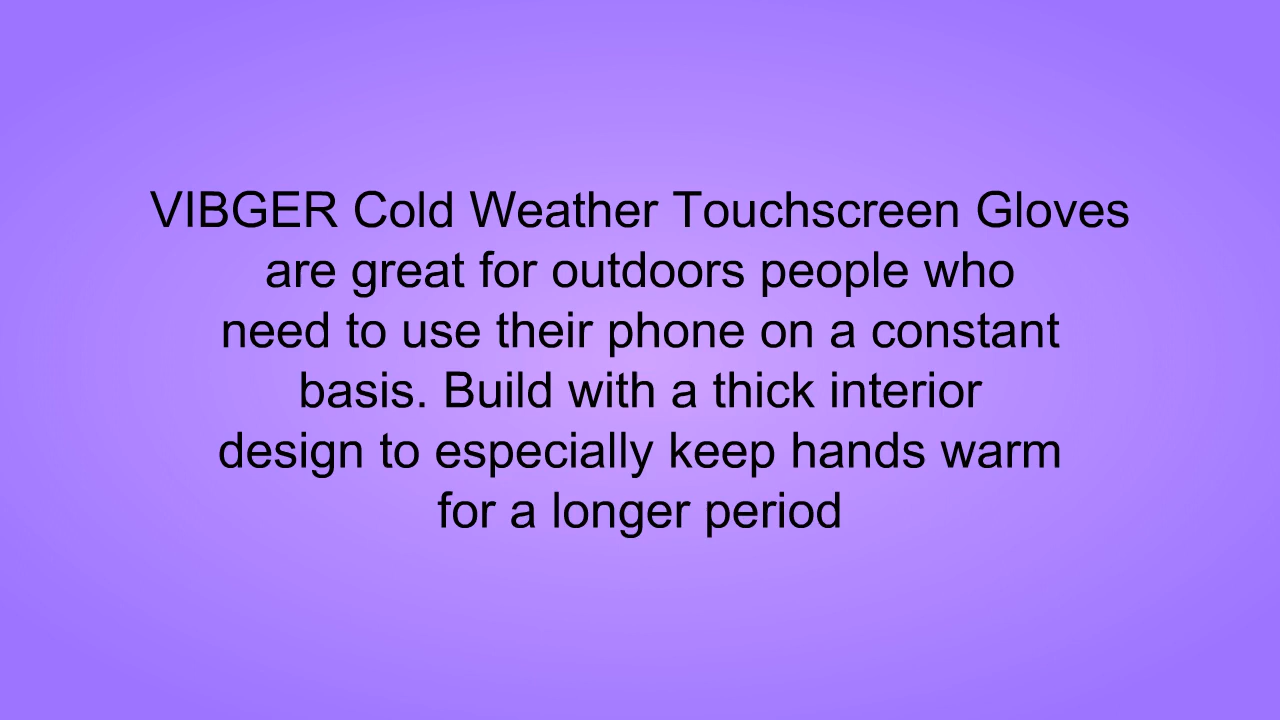 VIBGER Cold Weather Touchscreen Gloves
are great for outdoors people who
need to use their phone on a constant
basis. Build with a thick interior
design to especially keep hands warm
for a longer period